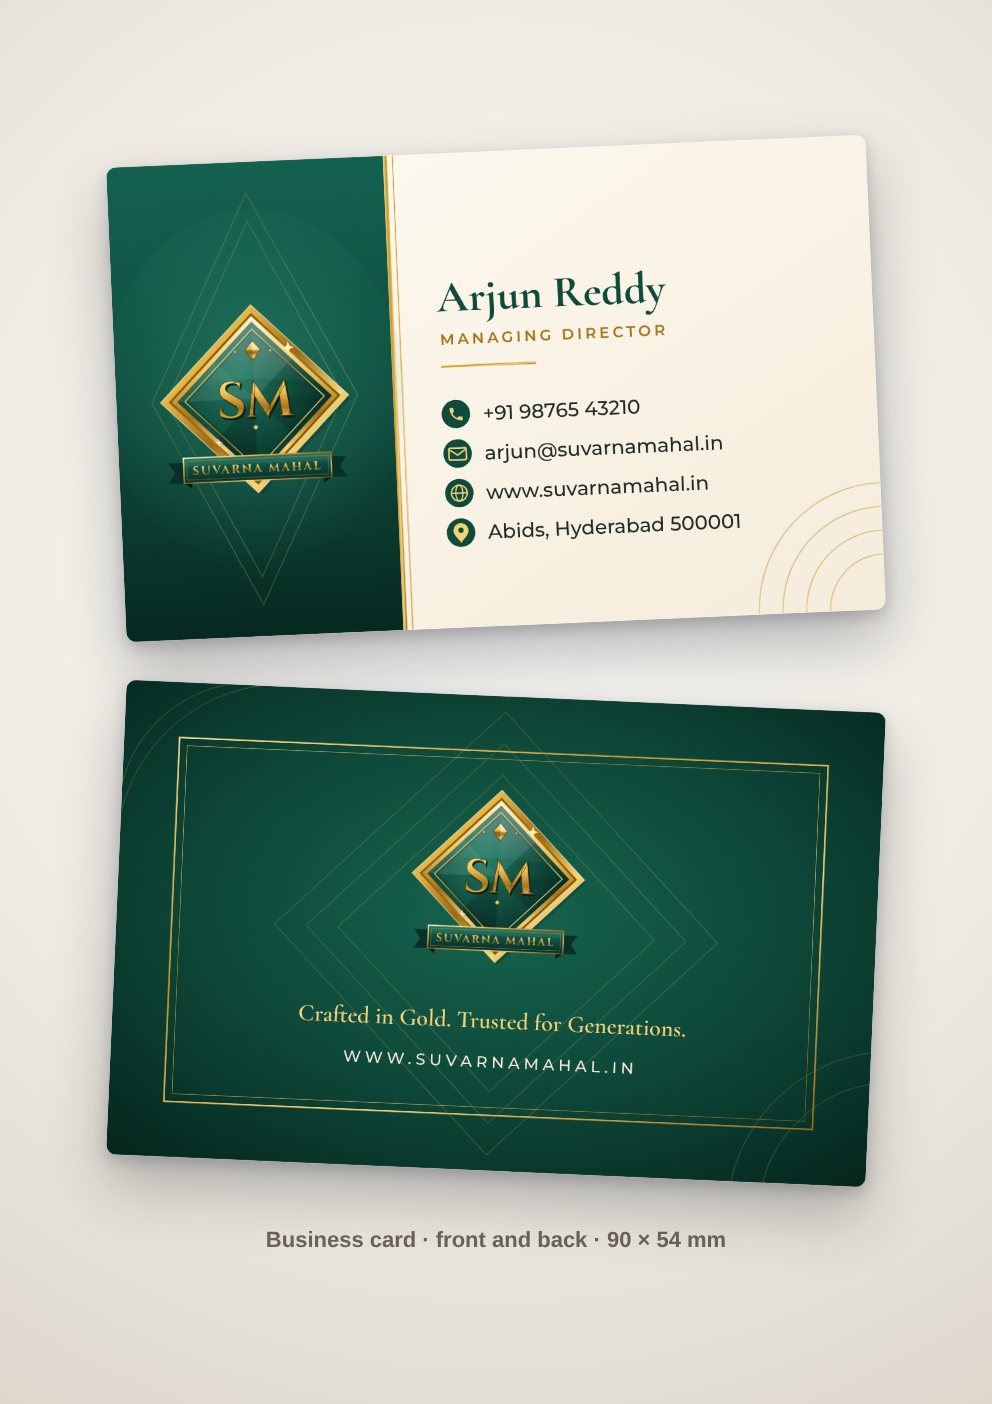 SM
SUVARNA MAHAL
Arjun Reddy
MANAGING DIRECTOR
+91 98765 43210
arjun@suvarnamahal.in
www.suvarnamahal.in
Abids, Hyderabad 500001
SM
SUVARNA MAHAL
Crafted in Gold. Trusted for Generations.
WWW.SUVARNAMAHAL.IN
Business card · front and back · 90 × 54 mm